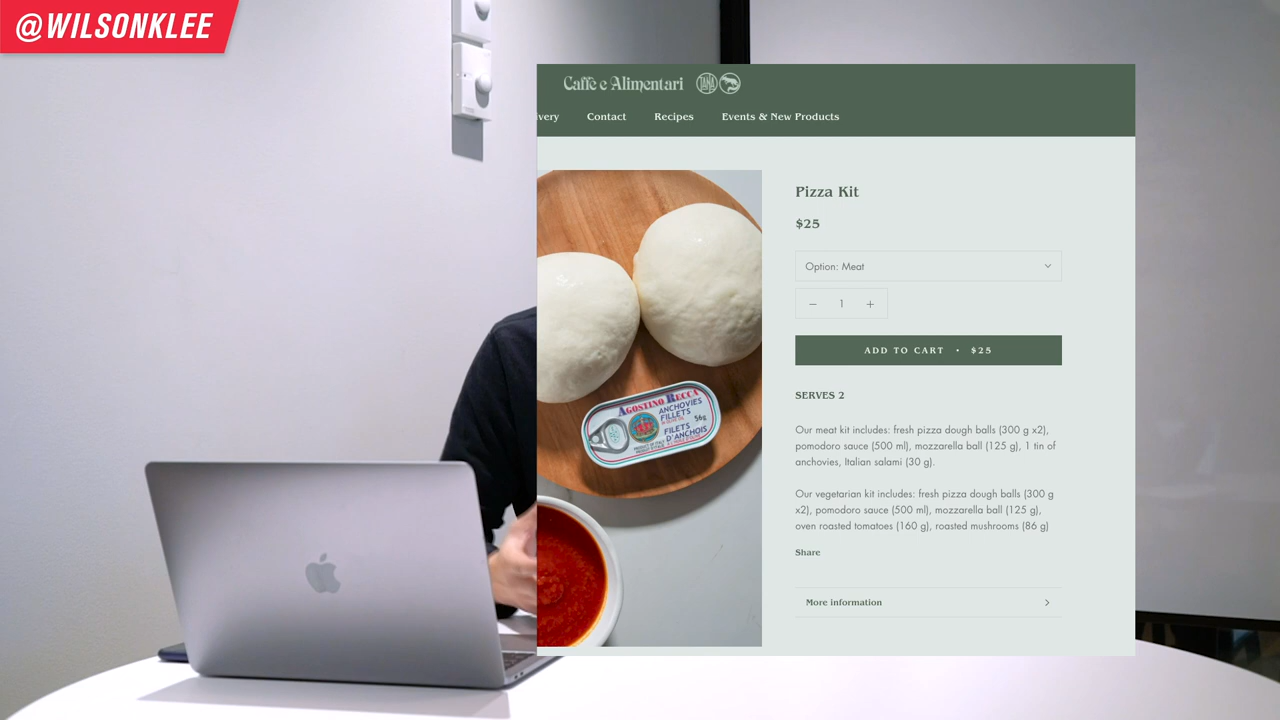 @WILSONKLEE
Caffè e Alimentari
TANA
ivery
Contact
Recipes
Events & New Products
Pizza Kit
$25
Option: Meat
− 1 +
ADD TO CART • $25
SERVES 2
Our meat kit includes: fresh pizza dough balls (300 g x2),
pomodoro sauce (500 ml), mozzarella ball (125 g), 1 tin of
anchovies, Italian salami (30 g).
Our vegetarian kit includes: fresh pizza dough balls (300 g
x2), pomodoro sauce (500 ml), mozzarella ball (125 g),
oven roasted tomatoes (160 g), roasted mushrooms (86 g)
Share
More information
AGOSTINO RECCA
ANCHOVIES
FILLETS
56g
FILETS
D'ANCHOIS